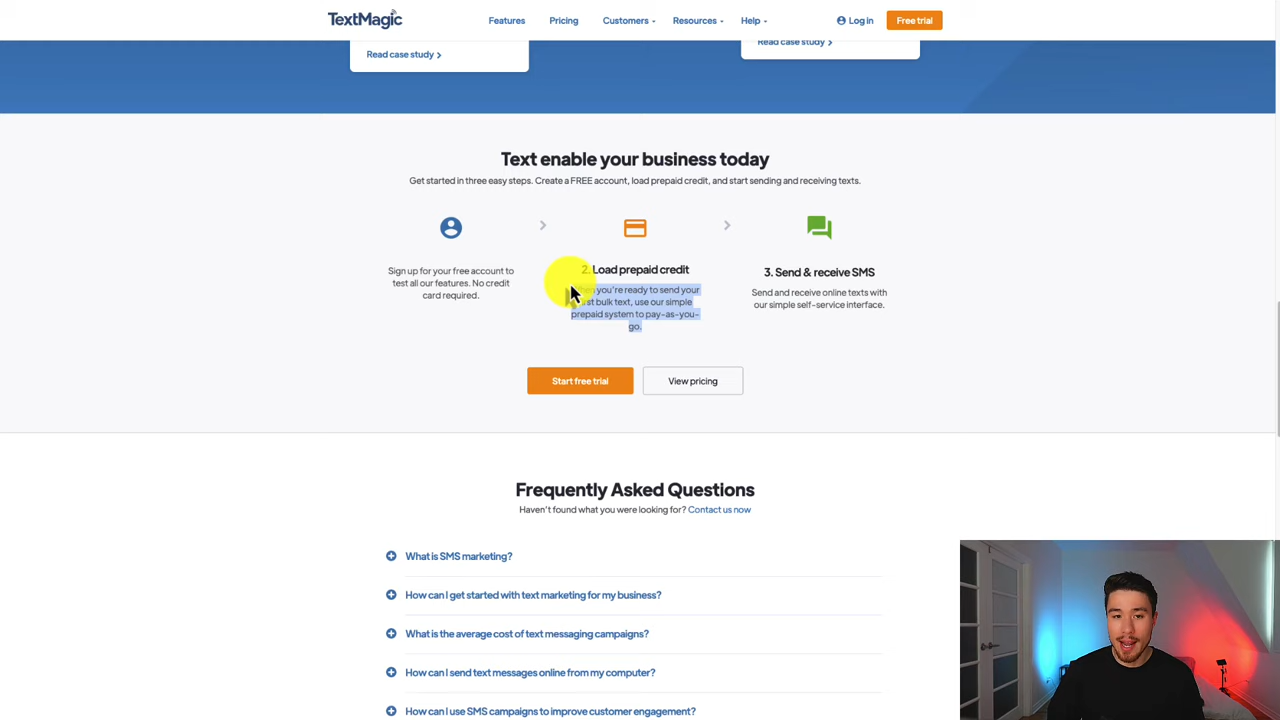 TextMagic
Features
Pricing
Customers
Resources
Help
Log in
Free trial
Read case study
Read case study
Text enable your business today
Get started in three easy steps. Create a FREE account, load prepaid credit, and start sending and receiving texts.
Sign up for your free account to
test all our features. No credit
card required.
2. Load prepaid credit
you're ready to send your
bulk text, use our simple
prepaid system to pay-as-you-
go.
3. Send & receive SMS
Send and receive online texts with
our simple self-service interface.
Start free trial
View pricing
Frequently Asked Questions
Haven't found what you were looking for? Contact us now
What is SMS marketing?
How can I get started with text marketing for my business?
What is the average cost of text messaging campaigns?
How can I send text messages online from my computer?
How can I use SMS campaigns to improve customer engagement?